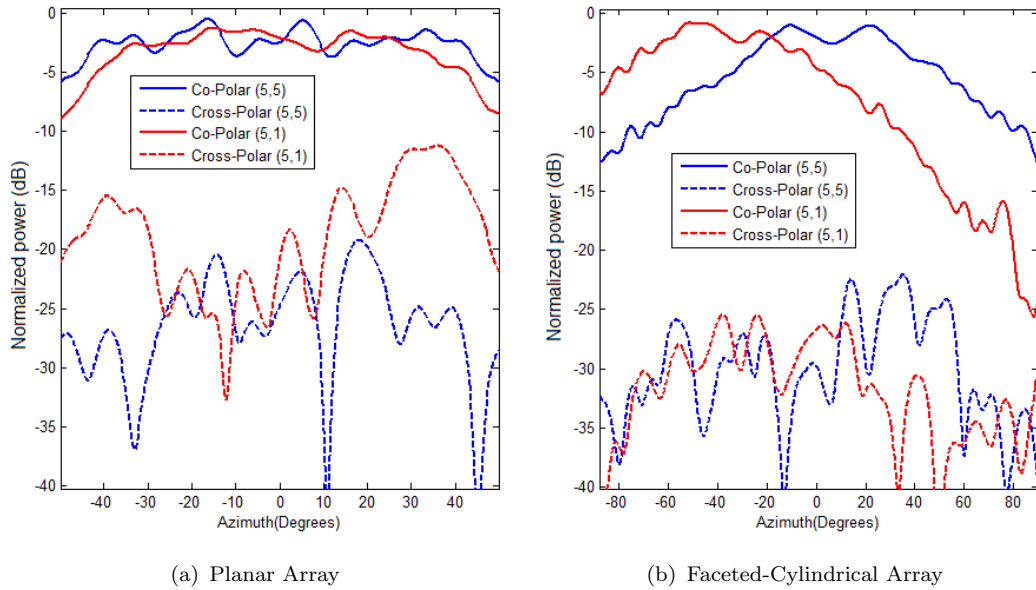 0
-5
-10
-15
-20
-25
-30
-35
-40
Normalized power (dB)
Co-Polar (5,5)
Cross-Polar (5,5)
Co-Polar (5,1)
Cross-Polar (5,1)
-40 -30 -20 -10 0 10 20 30 40
Azimuth(Degrees)
(a) Planar Array
0
-5
-10
-15
-20
-25
-30
-35
-40
Normalized power (dB)
Co-Polar (5,5)
Cross-Polar (5,5)
Co-Polar (5,1)
Cross-Polar (5,1)
-80 -60 -40 -20 0 20 40 60 80
Azimuth(Degrees)
(b) Faceted-Cylindrical Array